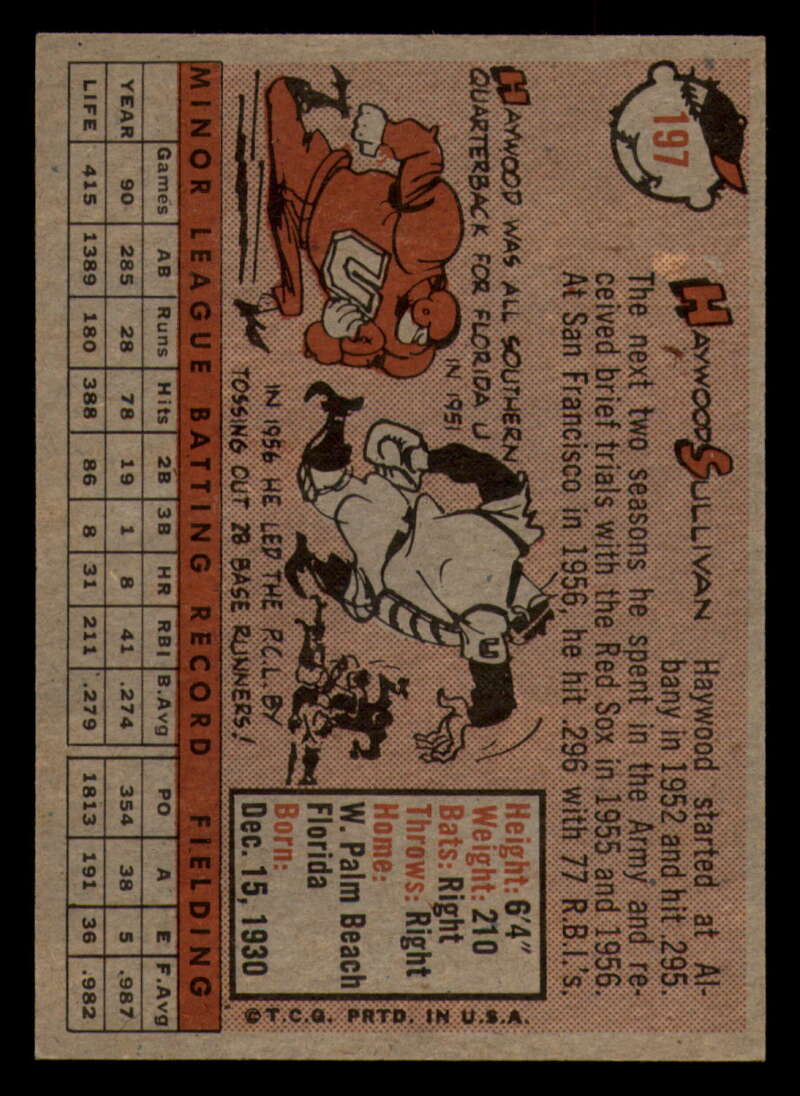 197
HAYWOOD SULLIVAN
Haywood started at Al-
bany in 1952 and hit .295.
The next two seasons he spent in the Army and re-
ceived brief trials with the Red Sox in 1955 and 1956.
At San Francisco in 1956, he hit .296 with 77 R.B.I.'s.
HAYWOOD WAS ALL SOUTHERN
QUARTERBACK FOR FLORIDA U
IN 1951
U
U
IN 1956 HE LED THE P.C.L. BY
TOSSING OUT 28 BASE RUNNERS!
Height: 6'4"
Weight: 210
Bats: Right
Throws: Right
Home:
W. Palm Beach
Florida
Born:
Dec. 15, 1930
©T.C.G. PRTD. IN U.S.A.
MINOR LEAGUE BATTING RECORD FIELDING
Games AB Runs Hits 2B 3B HR RBI B.Avg PO A E F.Avg
YEAR 90 285 28 78 19 1 8 41 .274 354 38 5 .987
LIFE 415 1389 180 388 86 8 31 211 .279 1813 191 36 .982